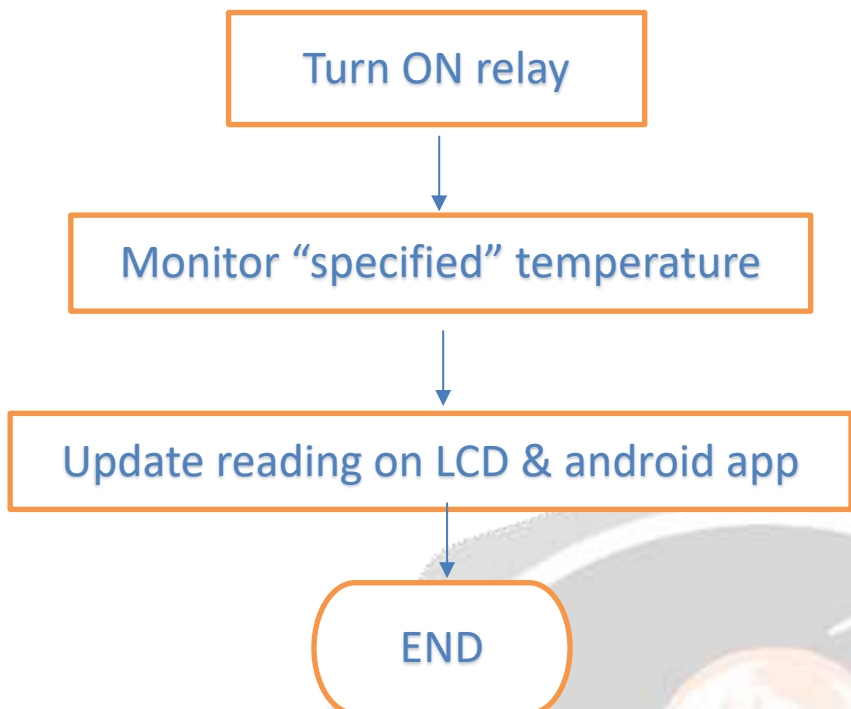 Turn ON relay
Monitor “specified” temperature
Update reading on LCD & android app
END